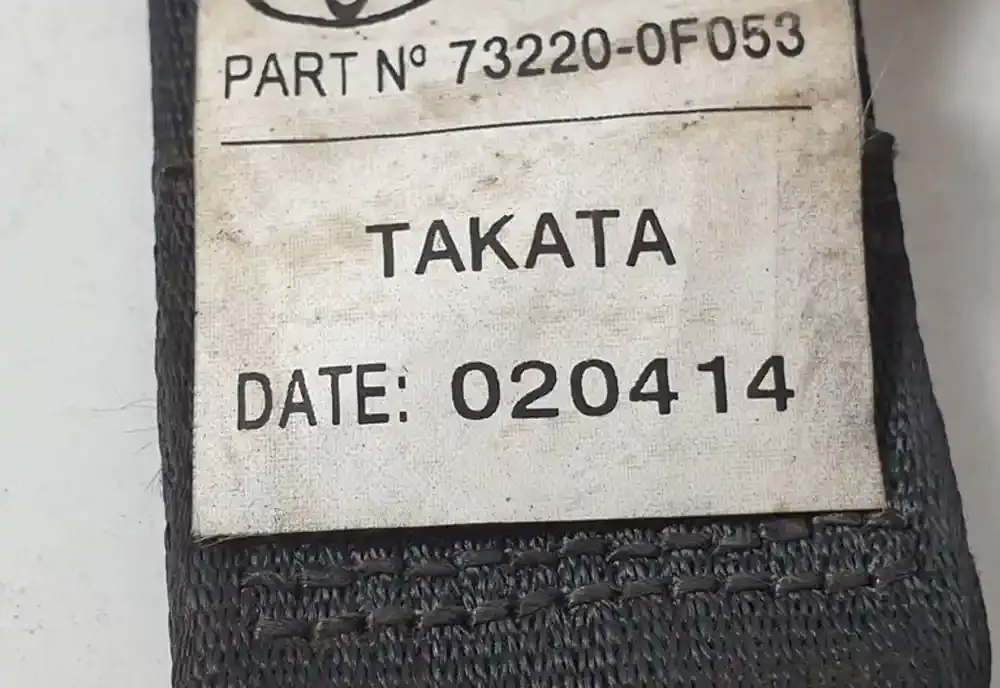 PART Nº 73220-0F053
TAKATA
DATE: 020414